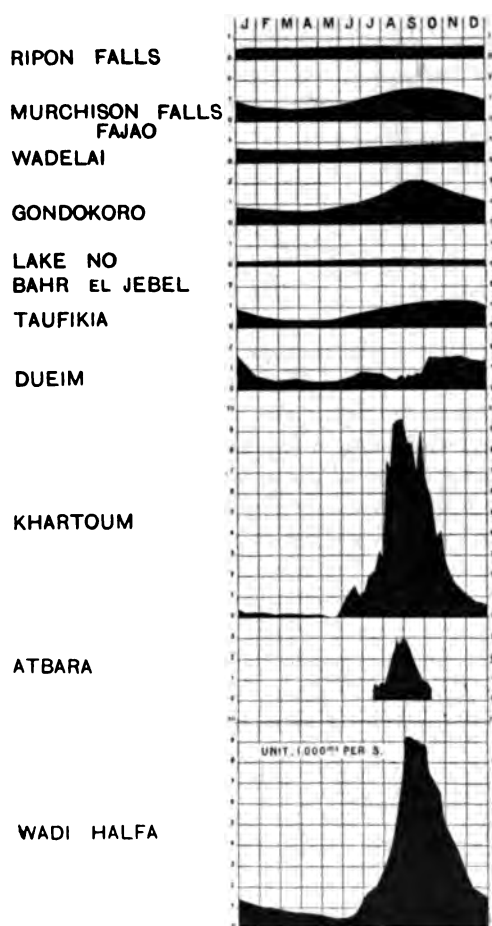 J F M A M J J A S O N D
RIPON FALLS
MURCHISON FALLS
FAJAO
WADELAI
GONDOKORO
LAKE NO
BAHR EL JEBEL
TAUFIKIA
DUEIM
KHARTOUM
ATBARA
UNIT. 1,000 PER S.
WADI HALFA